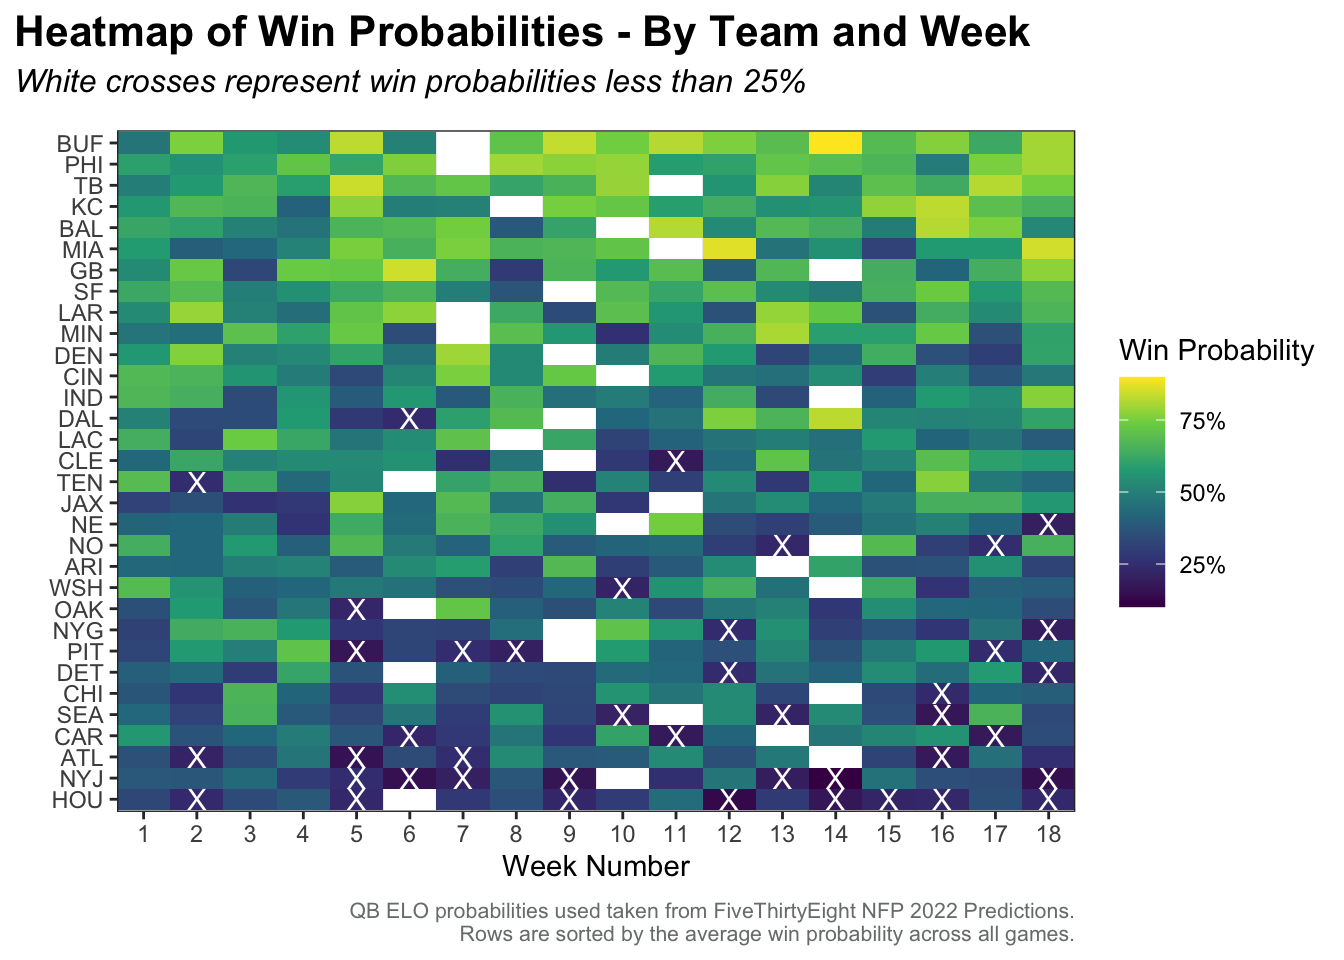 Heatmap of Win Probabilities - By Team and Week
White crosses represent win probabilities less than 25%
BUF
PHI
TB
KC
BAL
MIA
GB
SF
LAR
MIN
DEN
CIN
IND
DAL X
LAC
CLE X
TEN X
JAX
NE X
NO X X
ARI
WSH X
OAK X
NYG X X
PIT X X X X
DET X X
CHI X
SEA X X X
CAR X X X
ATL X X X X
NYJ X X X X X X X
HOU X X X X X X X X
1 2 3 4 5 6 7 8 9 10 11 12 13 14 15 16 17 18
Week Number
Win Probability
75%
50%
25%
QB ELO probabilities used taken from FiveThirtyEight NFP 2022 Predictions.
Rows are sorted by the average win probability across all games.